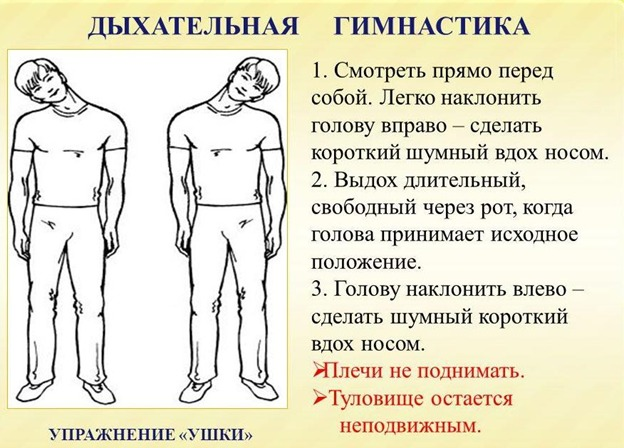 ДЫХАТЕЛЬНАЯ ГИМНАСТИКА
1. Смотреть прямо перед
собой. Легко наклонить
голову вправо – сделать
короткий шумный вдох носом.
2. Выдох длительный,
свободный через рот, когда
голова принимает исходное
положение.
3. Голову наклонить влево –
сделать шумный короткий
вдох носом.
➢Плечи не поднимать.
➢Туловище остается
неподвижным.
УПРАЖНЕНИЕ «УШКИ»